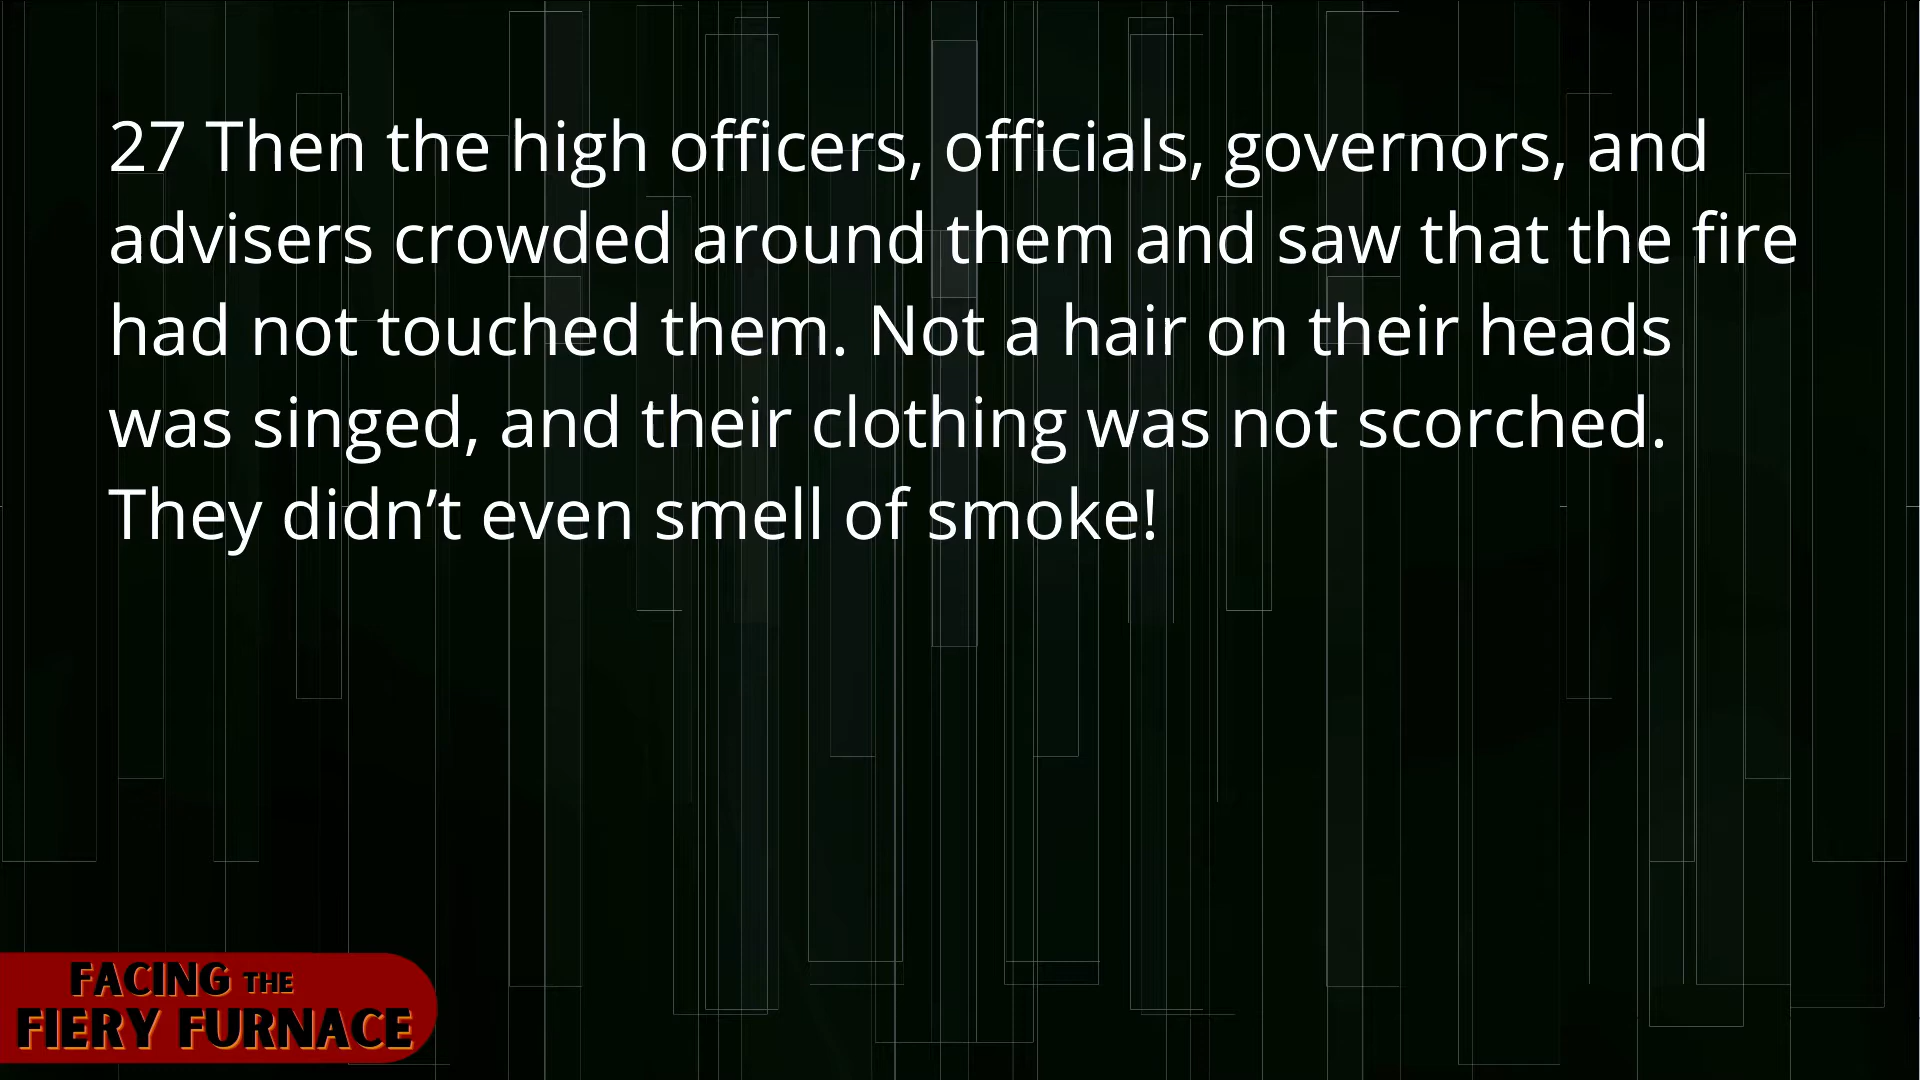 27 Then the high officers, officials, governors, and
advisers crowded around them and saw that the fire
had not touched them. Not a hair on their heads
was singed, and their clothing was not scorched.
They didn’t even smell of smoke!
FACING THE
FIERY FURNACE